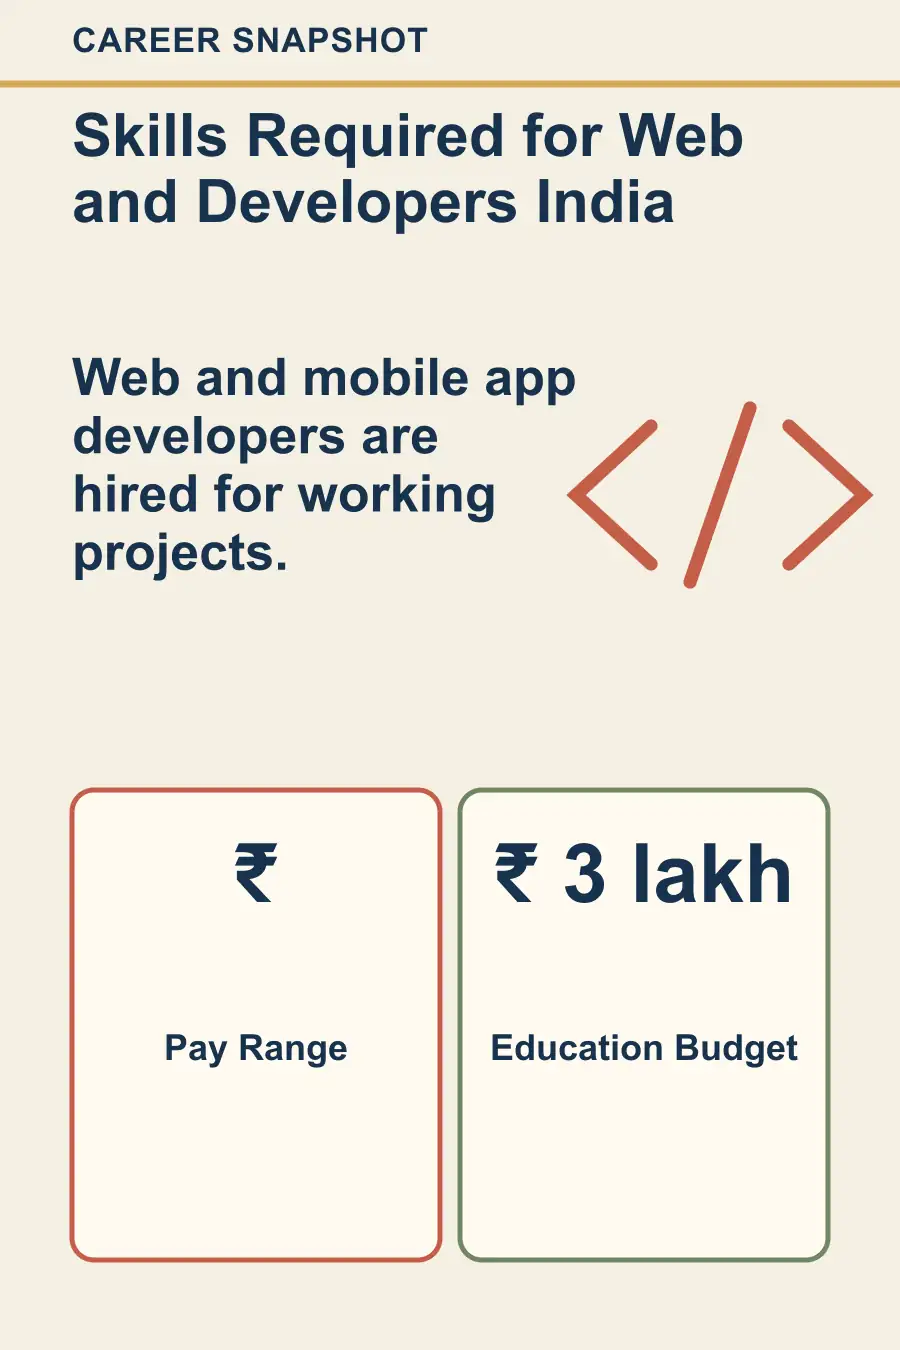 CAREER SNAPSHOT
Skills Required for Web
and Developers India
Web and mobile app
developers are
hired for working
projects.
₹
₹ 3 lakh
Pay Range
Education Budget